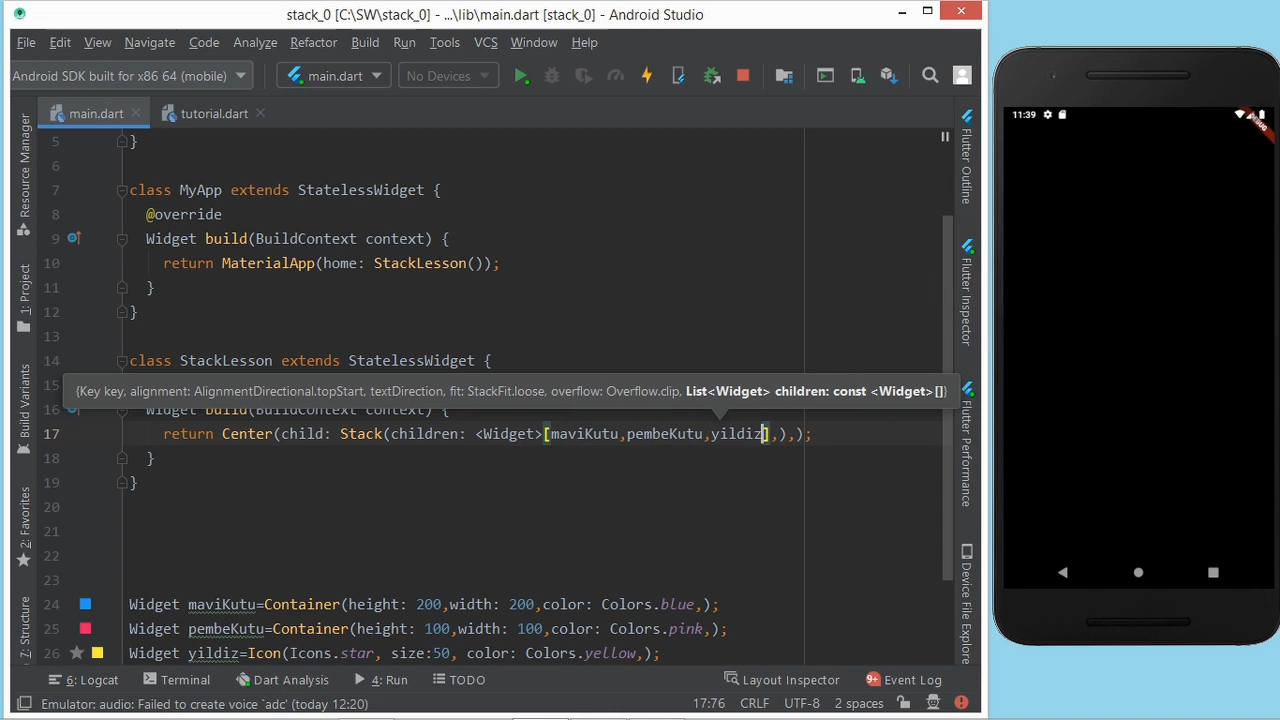 stack_0 [C:\SW\stack_0] - ...\lib\main.dart [stack_0] - Android Studio
File Edit View Navigate Code Analyze Refactor Build Run Tools VCS Window Help
Android SDK built for x86 64 (mobile) main.dart No Devices
main.dart tutorial.dart
11:39
DEBUG
5 }
6
7 class MyApp extends StatelessWidget {
8 @override
9 Widget build(BuildContext context) {
10 return MaterialApp(home: StackLesson());
11 }
12 }
13
14 class StackLesson extends StatelessWidget {
15
{Key key, alignment: AlignmentDirectional.topStart, textDirection, fit: StackFit.loose, overflow: Overflow.clip, List<Widget> children: const <Widget>[]}
16 Widget build(BuildContext context) {
17 return Center(child: Stack(children: <Widget>[maviKutu,pembeKutu,yildiz],),);
18 }
19 }
20
21
22
23
24 Widget maviKutu=Container(height: 200,width: 200,color: Colors.blue,);
25 Widget pembeKutu=Container(height: 100,width: 100,color: Colors.pink,);
26 Widget yildiz=Icon(Icons.star, size:50, color: Colors.yellow,);
Resource Manager
1: Project
Build Variants
2: Favorites
Z: Structure
Flutter Outline
Flutter Inspector
Flutter Performance
Device File Explorer
6: Logcat Terminal Dart Analysis 4: Run TODO Layout Inspector 9+ Event Log
Emulator: audio: Failed to create voice `adc' (today 12:20) 17:76 CRLF UTF-8 2 spaces